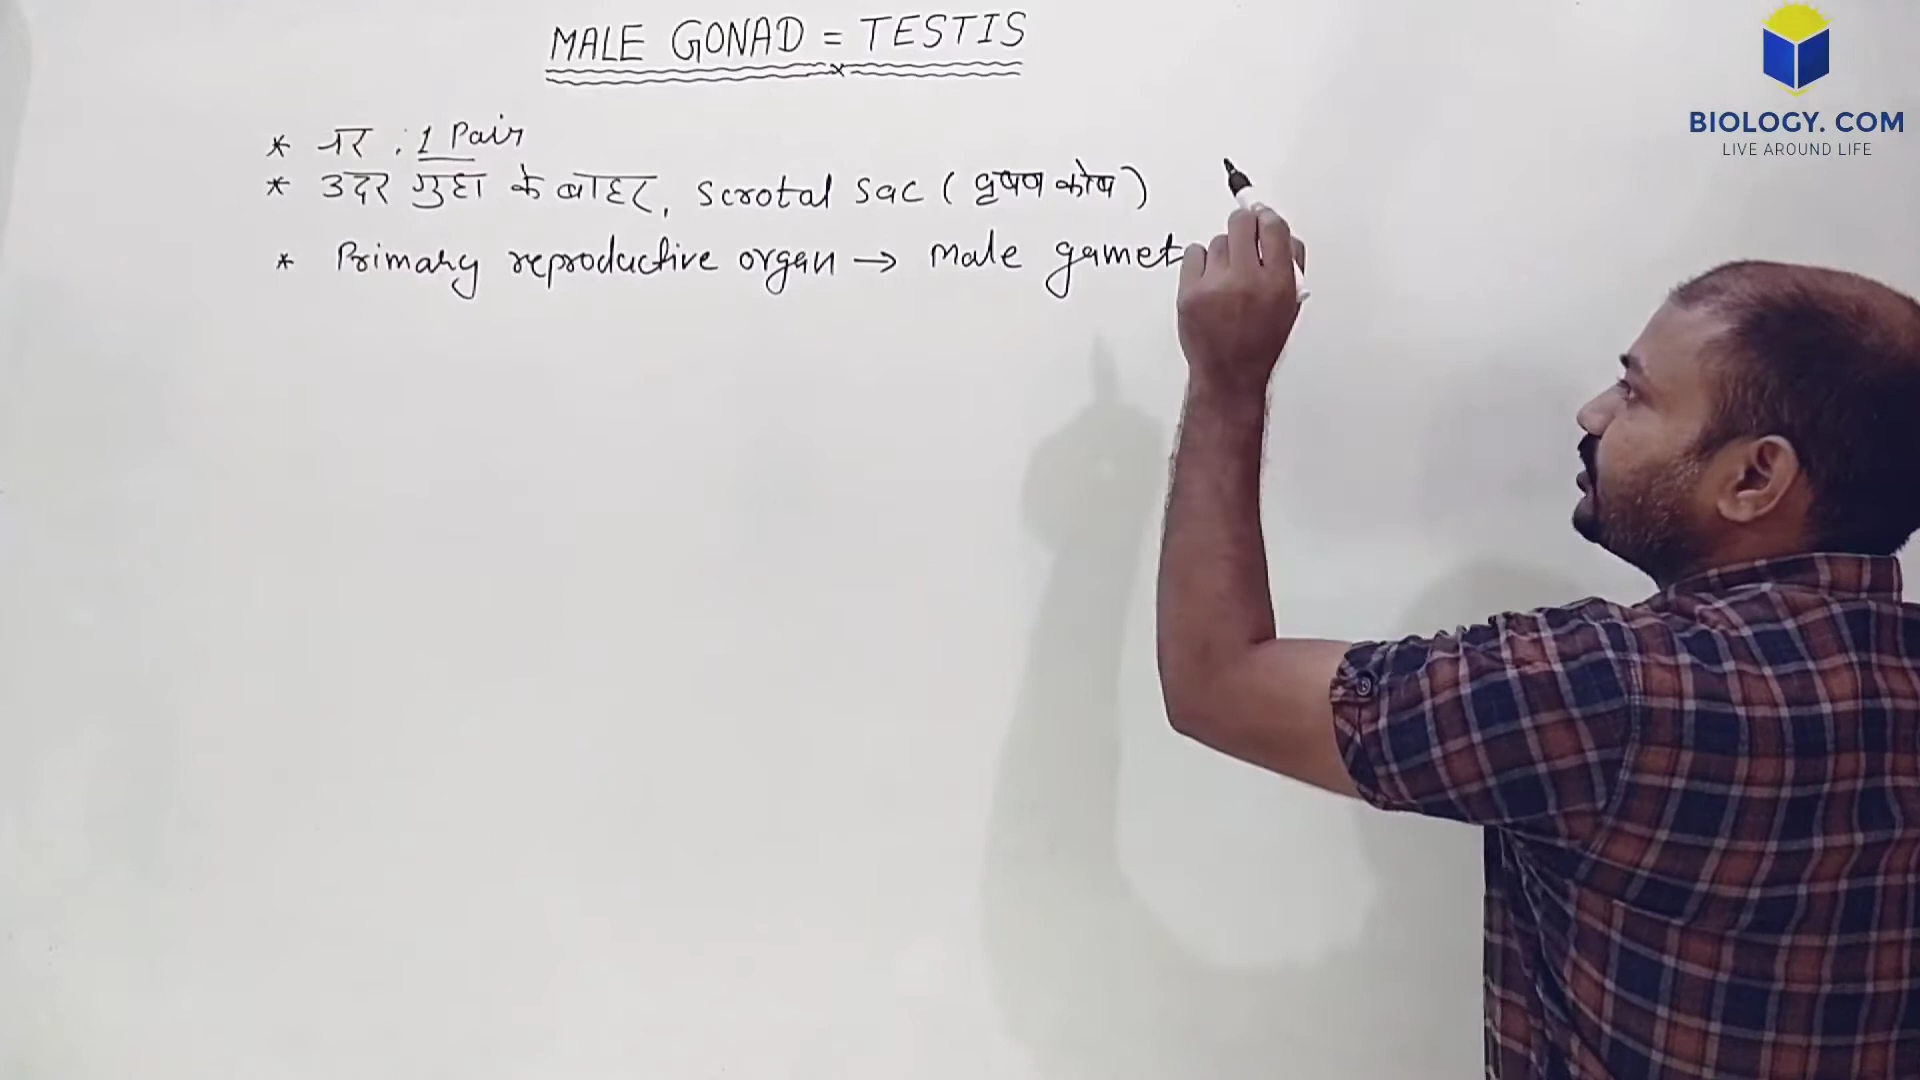 MALE GONAD = TESTIS
BIOLOGY. COM
LIVE AROUND LIFE
* नर . 1 Pair
* उदर गुहा के बाहर, Scrotal Sac ( वृषण कोष )
* Primary reproductive organ → Male gamet